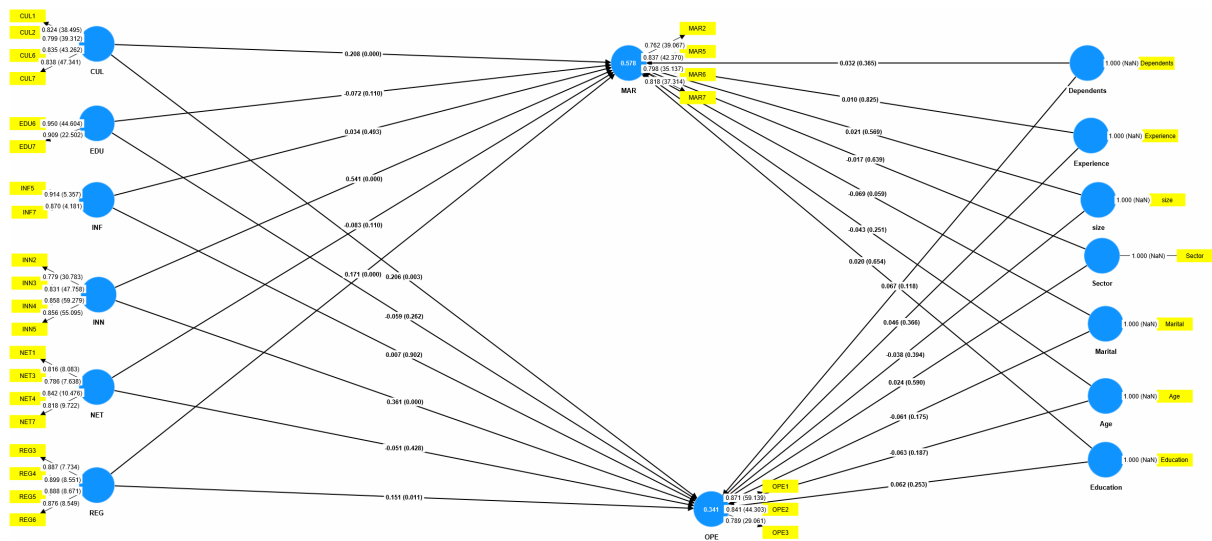 CUL1
CUL2
CUL6
CUL7
0.824 (38.495)
0.799 (39.312)
0.835 (43.262)
0.838 (47.341)
CUL
EDU6
EDU7
0.950 (44.604)
0.909 (22.502)
EDU
INF5
INF7
0.914 (5.357)
0.870 (4.181)
INF
INN2
INN3
INN4
INN5
0.779 (30.783)
0.831 (47.758)
0.858 (59.279)
0.856 (55.095)
INN
NET1
NET3
NET4
NET7
0.816 (8.083)
0.786 (7.638)
0.842 (10.476)
0.818 (9.722)
NET
REG3
REG4
REG5
REG6
0.887 (7.734)
0.899 (8.551)
0.888 (8.671)
0.876 (8.549)
REG
0.208 (0.000)
-0.072 (0.110)
0.034 (0.493)
0.541 (0.000)
-0.083 (0.110)
0.171 (0.000)
0.206 (0.003)
-0.059 (0.262)
0.007 (0.902)
0.361 (0.000)
-0.051 (0.428)
0.151 (0.011)
0.578
MAR
0.762 (39.067)
0.837 (42.370)
0.798 (35.137)
0.818 (37.314)
MAR2
MAR5
MAR6
MAR7
0.341
OPE
0.871 (59.139)
0.841 (44.303)
0.789 (29.061)
OPE1
OPE2
OPE3
0.032 (0.365)
0.010 (0.825)
0.021 (0.569)
-0.017 (0.639)
-0.069 (0.059)
-0.043 (0.251)
0.020 (0.654)
0.067 (0.118)
0.046 (0.366)
-0.038 (0.394)
0.024 (0.590)
-0.061 (0.175)
-0.063 (0.187)
0.062 (0.253)
1.000 (NaN) Dependents
Dependents
1.000 (NaN) Experience
Experience
1.000 (NaN) size
size
1.000 (NaN) Sector
Sector
1.000 (NaN) Marital
Marital
1.000 (NaN) Age
Age
1.000 (NaN) Education
Education